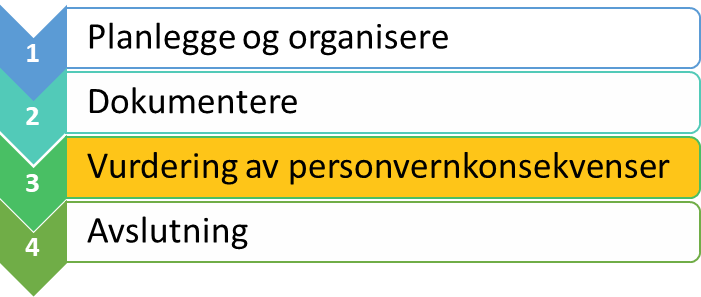 1 Planlegge og organisere
2 Dokumentere
3 Vurdering av personvernkonsekvenser
4 Avslutning